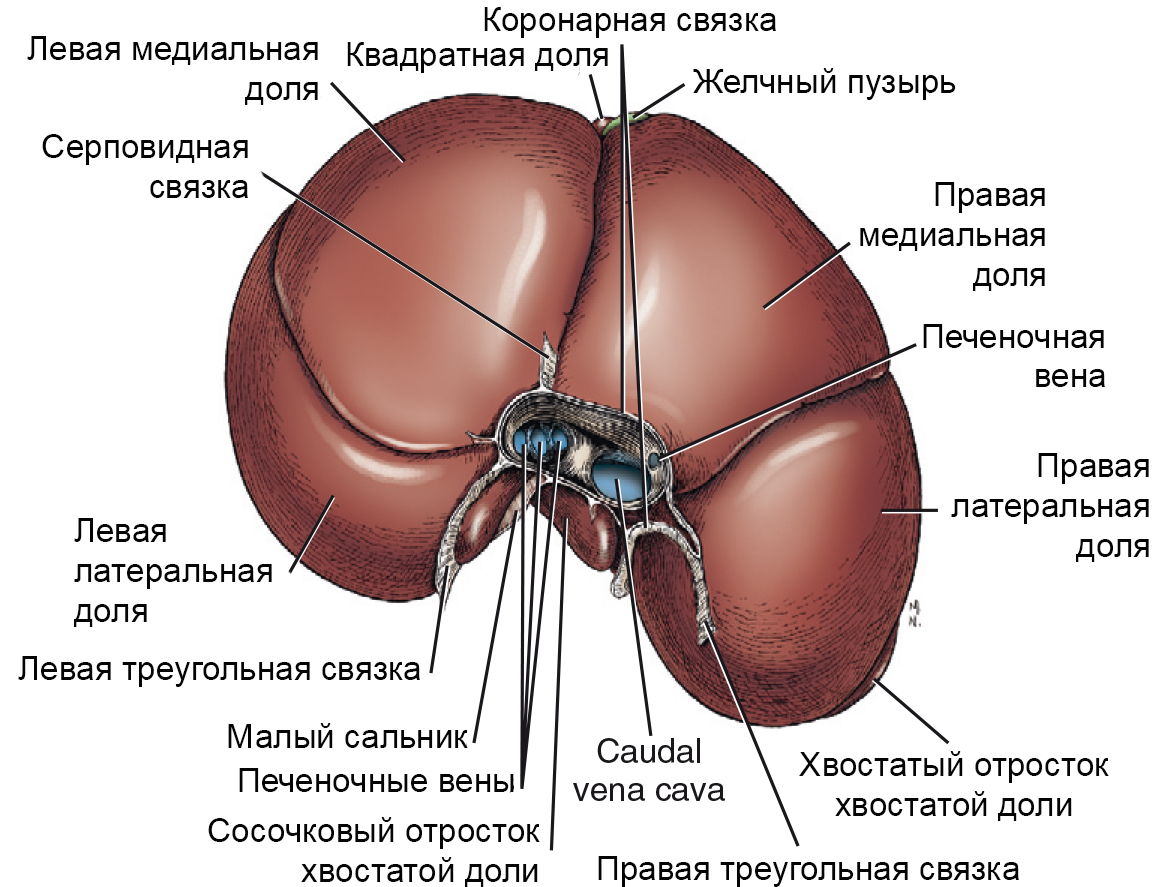 Коронарная связка
Левая медиальная
доля
Квадратная доля
Желчный пузырь
Серповидная
связка
Правая
медиальная
доля
Печеночная
вена
Правая
латеральная
доля
Левая
латеральная
доля
Левая треугольная связка
Малый сальник
Печеночные вены
Caudal
vena cava
Хвостатый отросток
хвостатой доли
Сосочковый отросток
хвостатой доли
Правая треугольная связка